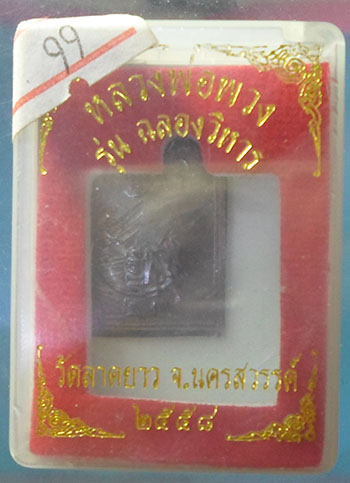 99
หลวงพ่อพวง
รุ่น ฉลองวิหาร
วัดลาดยาว จ.นครสวรรค์
๒๕๕๘